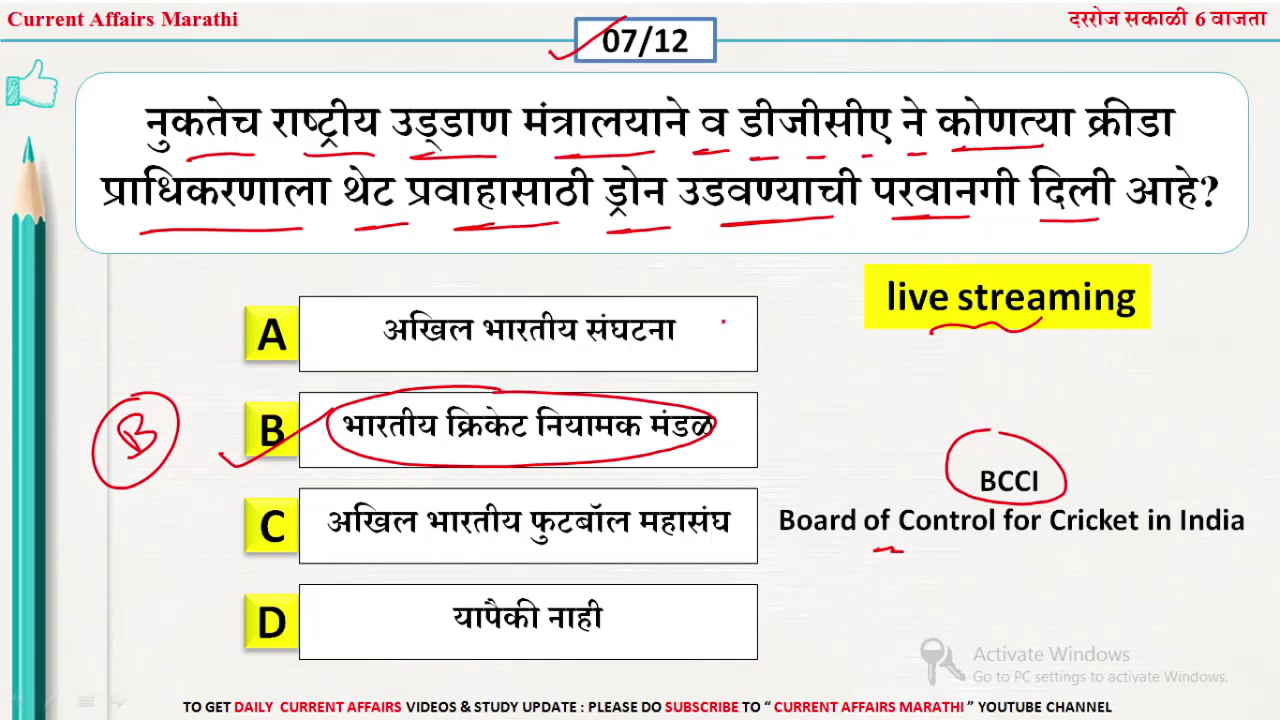 Current Affairs Marathi
दररोज सकाळी 6 वाजता
07/12
नुकतेच राष्ट्रीय उड्डाण मंत्रालयाने व डीजीसीए ने कोणत्या क्रीडा
प्राधिकरणाला थेट प्रवाहासाठी ड्रोन उडवण्याची परवानगी दिली आहे?
live streaming
A अखिल भारतीय संघटना
B B भारतीय क्रिकेट नियामक मंडळ
BCCI
C अखिल भारतीय फुटबॉल महासंघ
Board of Control for Cricket in India
D यापैकी नाही
Activate Windows
Go to PC settings to activate Windows.
TO GET DAILY CURRENT AFFAIRS VIDEOS & STUDY UPDATE : PLEASE DO SUBSCRIBE TO “ CURRENT AFFAIRS MARATHI ” YOUTUBE CHANNEL